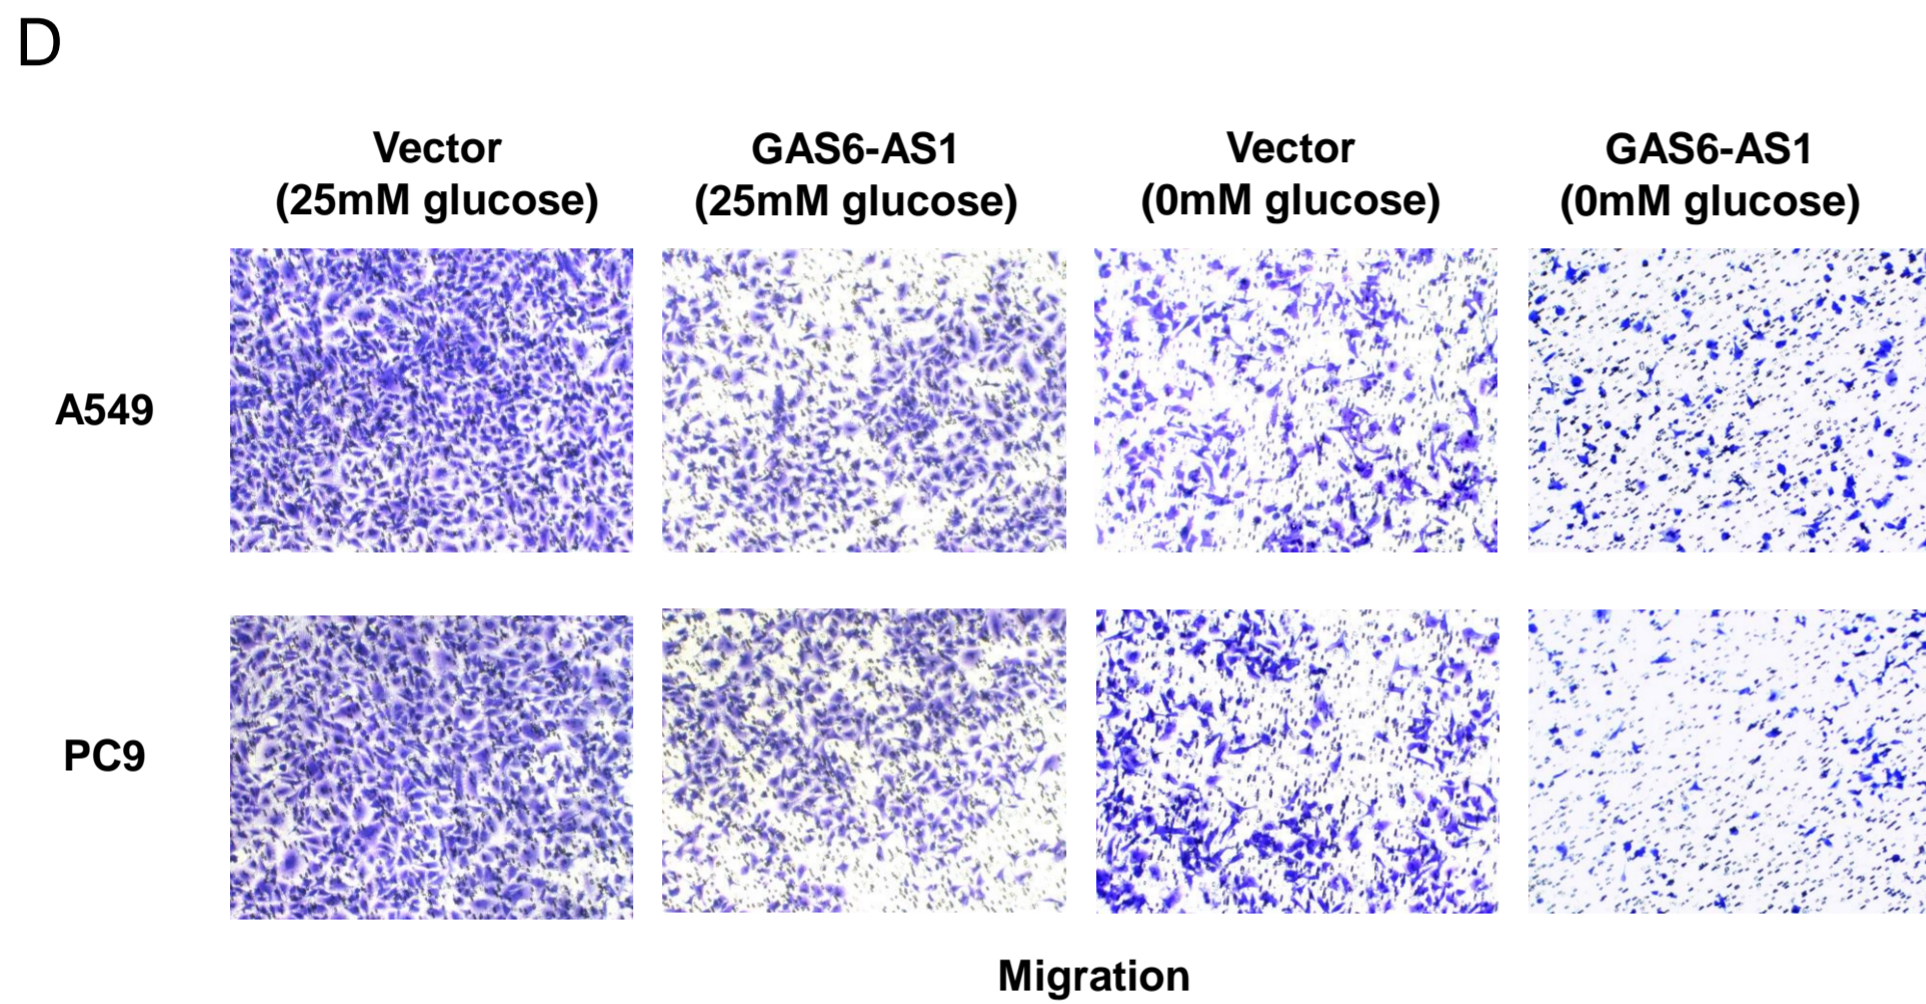 D
Vector
(25mM glucose)
GAS6-AS1
(25mM glucose)
Vector
(0mM glucose)
GAS6-AS1
(0mM glucose)
A549
PC9
Migration